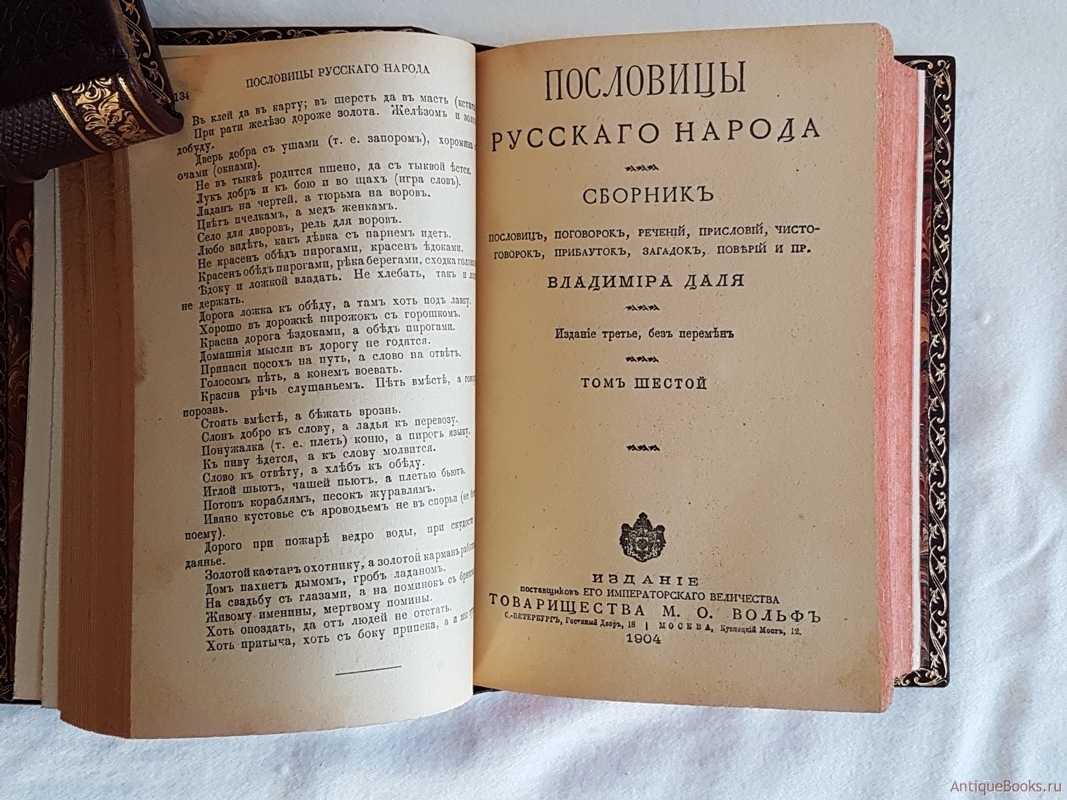 134
ПОСЛОВИЦЫ РУССКАГО НАРОДА
Въ клей да въ карту; въ шерсть да въ масть
При рати желѣзо дороже золота. Желѣзомъ и
добуду.
Дверь добра съ ушами (т. е. запоромъ),
очами (окнами).
Не въ тыквѣ родится пшено, да съ тыквой ѣстся.
Лукъ добръ и къ бою и во щахъ (игра словъ).
Ладанъ на чертей, а тюрьма на воровъ.
Цвѣтъ пчелкамъ, а медъ женкамъ.
Село для дворовъ, рель для воровъ.
Любо видѣть, какъ дѣвка съ парнемъ идетъ.
Не красенъ обѣдъ пирогами, красенъ ѣдоками.
Красенъ обѣдъ пирогами, рѣка берегами, сходка
Ѣдоку и ложкой владать. Не хлебать, такъ и
не держать.
Дорога ложка къ обѣду, а тамъ хоть подъ лавку.
Хорошо въ дорожкѣ пирожокъ съ горошкомъ.
Красна дорога ѣздоками, а обѣдъ пирогами.
Домашнія мысли въ дорогу не годятся.
Припаси посохъ на путь, а слово на отвѣтъ.
Голосомъ пѣть, а конемъ воевать.
Красна рѣчь слушаньемъ. Пѣть вмѣстѣ, а
порознь.
Стоять вмѣстѣ, а бѣжать врознь.
Слонъ добро къ слову, а ладья къ перевозу.
Понужалка (т. е. плеть) коню, а пирогъ языку.
Къ пиву ѣдется, а къ слову молвится.
Слово къ отвѣту, а хлѣбъ къ обѣду.
Иглой шьютъ, чашей пьютъ, а плетью бьютъ.
Потопъ кораблямъ, песокъ журавлямъ.
Ивано кустовье съ яроводьемъ не въ спорья
поему).
Дорого при пожарѣ ведро воды, при
даянье.
Золотой кафтанъ охотнику, а золотой карманъ
Домъ пахнетъ дымомъ, гробъ ладаномъ.
На свадьбу съ глазами, а на поминокъ съ
Живому именины, мертвому помины.
Хоть опоздать, да отъ людей не отстать.
Хоть притыка, хоть съ боку припека, а
ПОСЛОВИЦЫ
РУССКАГО НАРОДА
СБОРНИКЪ
ПОСЛОВИЦЪ, ПОГОВОРОКЪ, РЕЧЕНІЙ, ПРИСЛОВІЙ, ЧИСТО-
ГОВОРОКЪ, ПРИБАУТОКЪ, ЗАГАДОКЪ, ПОВѢРІЙ И ПР.
ВЛАДИМІРА ДАЛЯ
Изданіе третье, безъ перемѣнъ
ТОМЪ ШЕСТОЙ
ИЗДАНІЕ
поставщиковъ ЕГО ИМПЕРАТОРСКАГО ВЕЛИЧЕСТВА
ТОВАРИЩЕСТВА М. О. ВОЛЬФЪ
С.-ПЕТЕРБУРГЪ, Гостиный Дворъ, 18 | МОСКВА, Кузнецкій Мостъ, 12.
1904
AntiqueBooks.ru